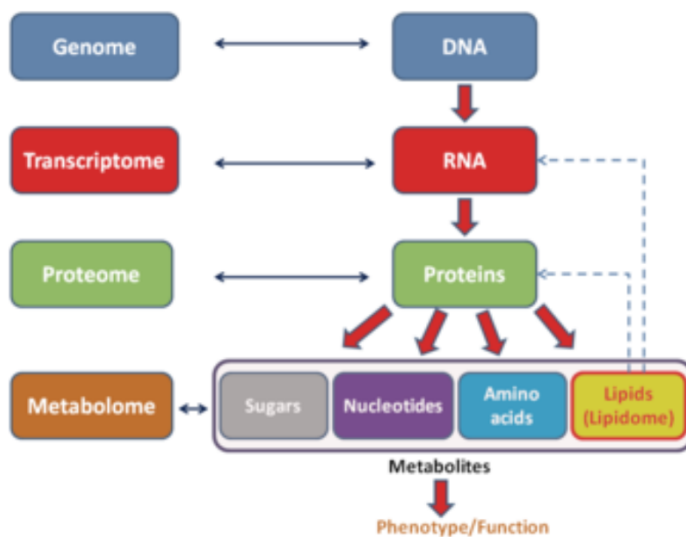 Genome
DNA
Transcriptome
RNA
Proteome
Proteins
Metabolome
Sugars
Nucleotides
Amino
acids
Lipids
(Lipidome)
Metabolites
Phenotype/Function